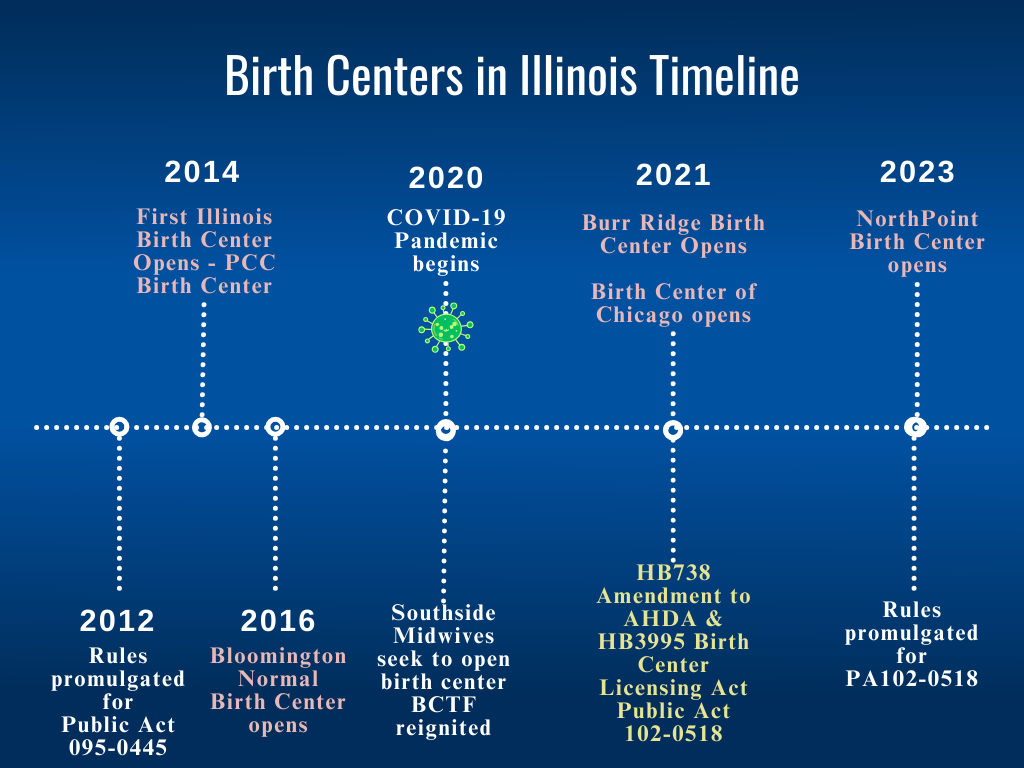 Birth Centers in Illinois Timeline
2014
First Illinois
Birth Center
Opens - PCC
Birth Center
2020
COVID-19
Pandemic
begins
2021
Burr Ridge Birth
Center Opens
Birth Center of
Chicago opens
2023
NorthPoint
Birth Center
opens
2012
Rules
promulgated
for
Public Act
095-0445
2016
Bloomington
Normal
Birth Center
opens
Southside
Midwives
seek to open
birth center
BCTF
reignited
HB738
Amendment to
AHDA &
HB3995 Birth
Center
Licensing Act
Public Act
102-0518
Rules
promulgated
for
PA102-0518